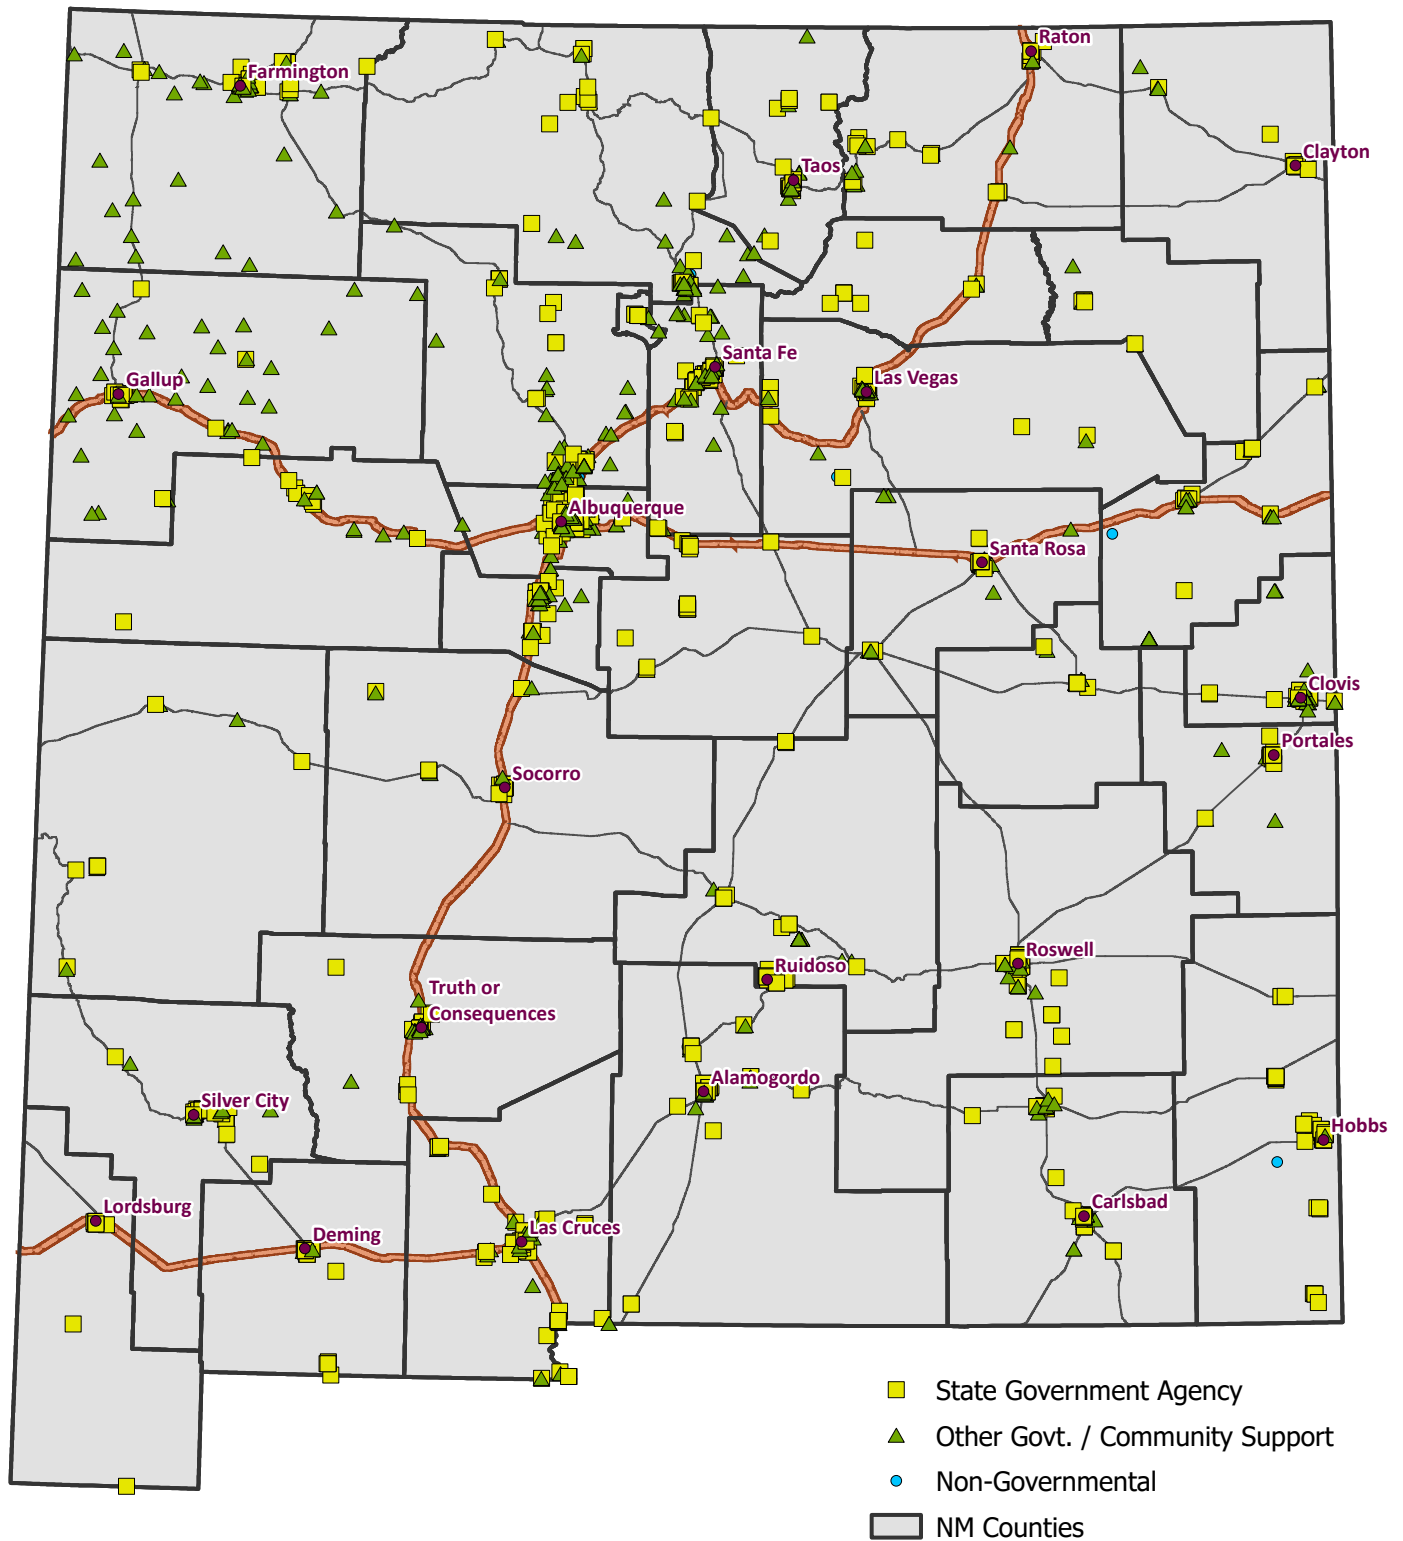 Raton
Farmington
Clayton
Taos
Santa Fe
Gallup
Las Vegas
Albuquerque
Santa Rosa
Clovis
Portales
Socorro
Roswell
Ruidoso
Truth or
Consequences
Alamogordo
Silver City
Hobbs
Carlsbad
Lordsburg
Las Cruces
Deming
State Government Agency
Other Govt. / Community Support
Non-Governmental
NM Counties